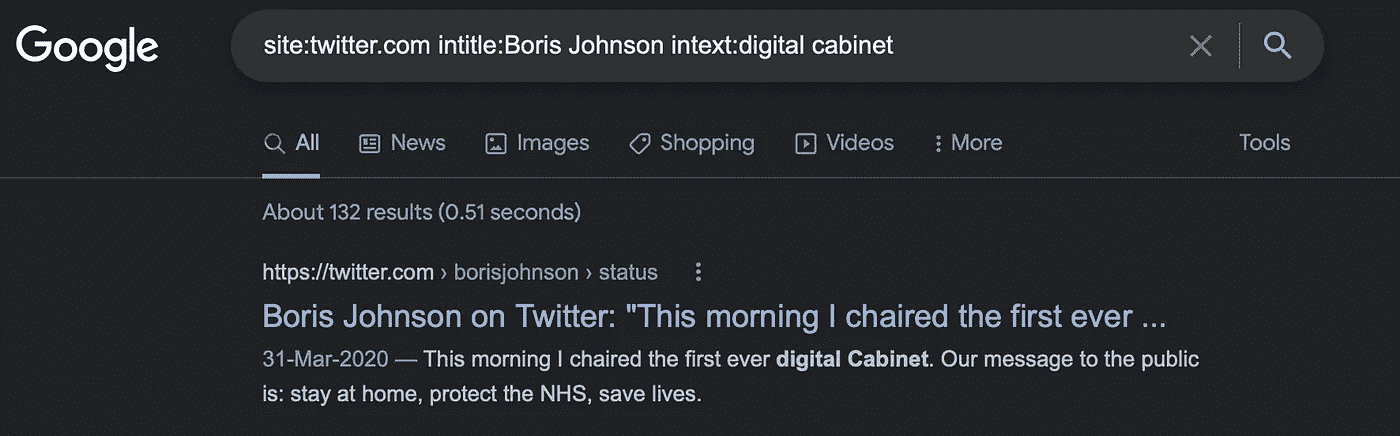 Google
site:twitter.com intitle:Boris Johnson intext:digital cabinet
All News Images Shopping Videos More Tools
About 132 results (0.51 seconds)
https://twitter.com › borisjohnson › status
Boris Johnson on Twitter: "This morning I chaired the first ever ...
31-Mar-2020 — This morning I chaired the first ever digital Cabinet. Our message to the public
is: stay at home, protect the NHS, save lives.